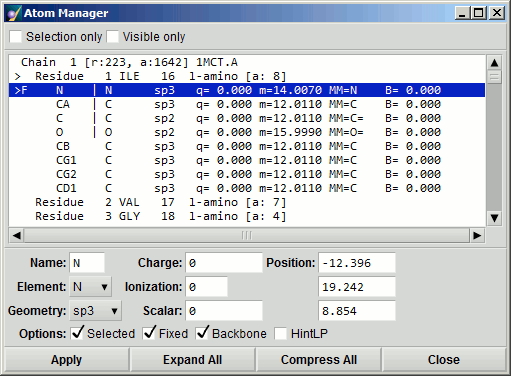 Atom Manager
Selection only Visible only
Chain 1 [r:223, a:1642] 1MCT.A
> Residue 1 ILE 16 l-amino [a: 8]
>F N | N sp3 q= 0.000 m=14.0070 MM=N B= 0.000
CA | C sp3 q= 0.000 m=12.0110 MM=C B= 0.000
C | C sp2 q= 0.000 m=12.0110 MM=C= B= 0.000
O | O sp2 q= 0.000 m=15.9990 MM=O= B= 0.000
CB C sp3 q= 0.000 m=12.0110 MM=C B= 0.000
CG1 C sp3 q= 0.000 m=12.0110 MM=C B= 0.000
CG2 C sp3 q= 0.000 m=12.0110 MM=C B= 0.000
CD1 C sp3 q= 0.000 m=12.0110 MM=C B= 0.000
Residue 2 VAL 17 l-amino [a: 7]
Residue 3 GLY 18 l-amino [a: 4]
Name: N Charge: 0 Position: -12.396
Element: N Ionization: 0 19.242
Geometry: sp3 Scalar: 0 8.854
Options: Selected Fixed Backbone HintLP
Apply Expand All Compress All Close